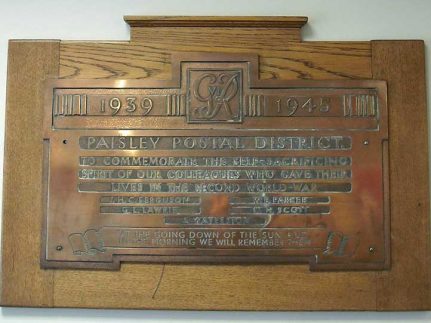 1939 GR 1945
PAISLEY POSTAL DISTRICT.
TO COMMEMORATE THE SELF-SACRIFICING
SPIRIT OF OUR COLLEAGUES WHO GAVE THEIR
LIVES IN THE SECOND WORLD-WAR
FERGUSON W.B. PARKER
G.L. LAWRIE SCOTT
AT THE GOING DOWN OF THE SUN AND
IN THE MORNING WE WILL REMEMBER THEM